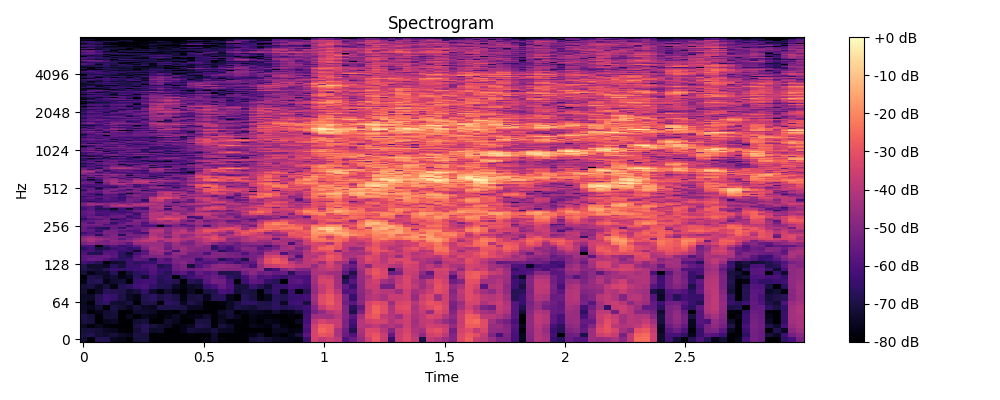 Spectrogram
Hz
4096
2048
1024
512
256
128
64
0
0
0.5
1
1.5
2
2.5
Time
+0 dB
-10 dB
-20 dB
-30 dB
-40 dB
-50 dB
-60 dB
-70 dB
-80 dB